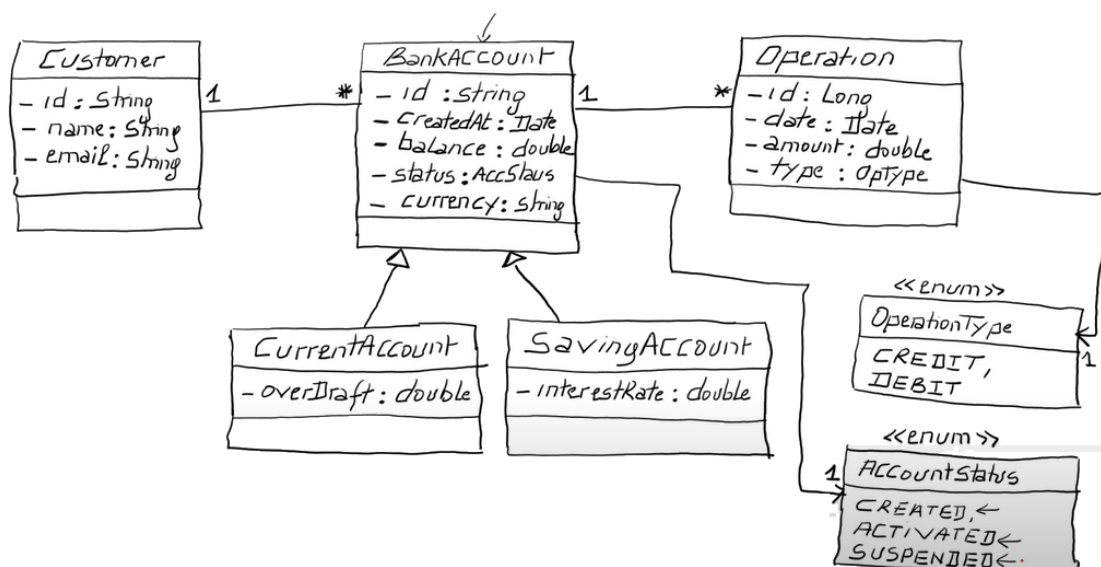 Customer
- id : String
- name : String
- email : String
1
*
BankAccount
- id : String
- createdAt : Date
- balance : double
- status : AccStaus
- currency : String
1
*
Operation
- id : Long
- date : Date
- amount : double
- type : OpType
CurrentAccount
- overDraft : double
SavingAccount
- interestRate : double
<<enum>>
OperationType
CREDIT,
DEBIT
1
<<enum>>
1
AccountStatus
CREATED,
ACTIVATED
SUSPENDED